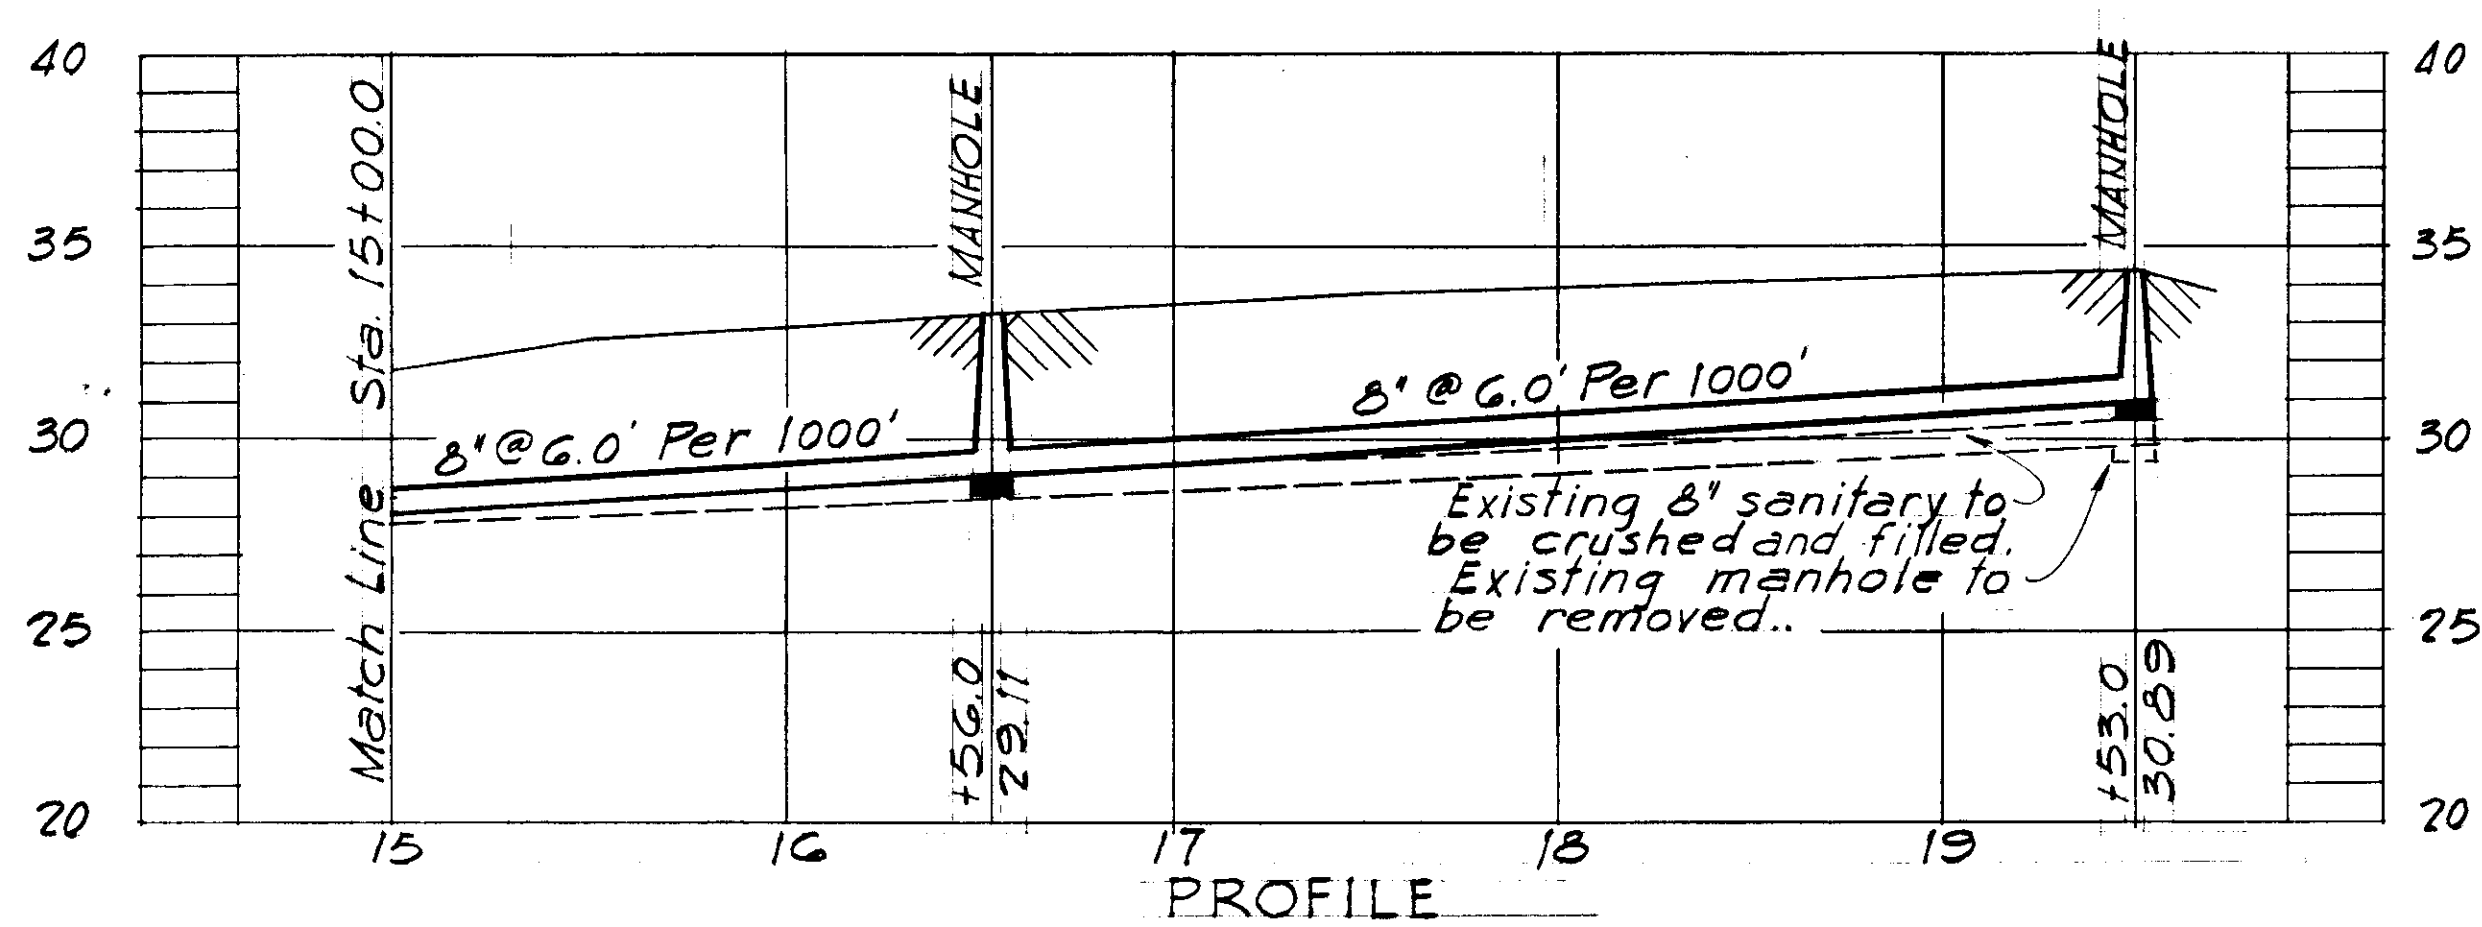 40
40
35
35
30
30
25
25
20
20
Match Line Sta. 15+00.0
MANHOLE
MANHOLE
8" @ 6.0' Per 1000'
8" @ 6.0' Per 1000'
Existing 8" sanitary to
be crushed and filled.
Existing manhole to
be removed..
+56.0
29.11
+53.0
30.89
15
16
17
18
19
PROFILE